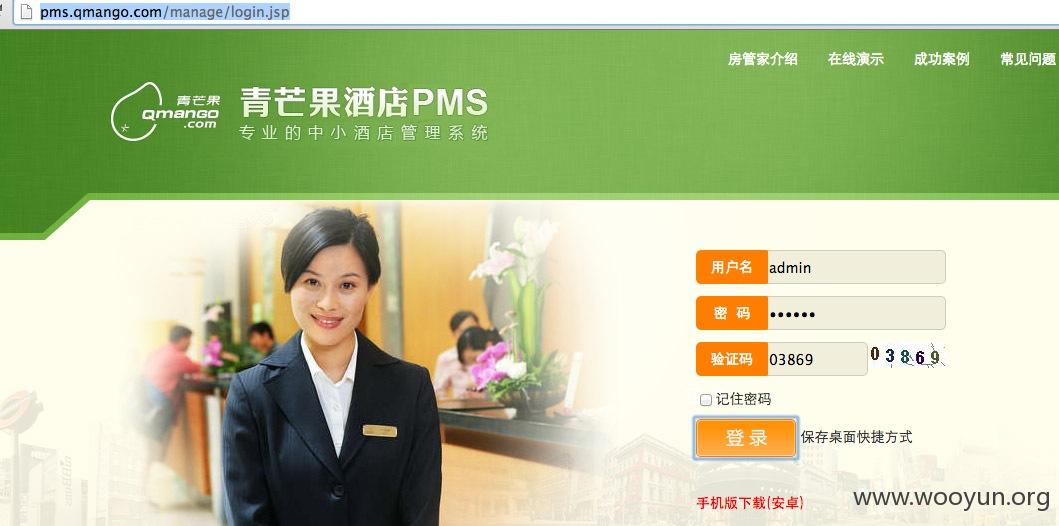 pms.qmango.com/manage/login.jsp
房管家介绍 在线演示 成功案例 常见问题
青芒果
Qmango
.com
青芒果酒店PMS
专业的中小酒店管理系统
用户名 admin
密 码 ••••••
验证码 03869 03869
记住密码
登录 保存桌面快捷方式
手机版下载(安卓)
www.wooyun.org